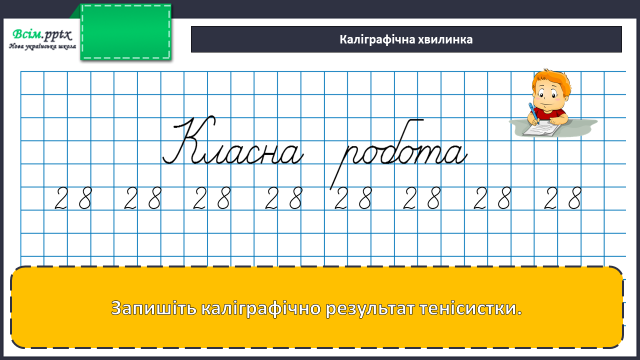 Всім.pptx
Нова українська школа
Каліграфічна хвилинка
Класна робота
28 28 28 28 28 28 28 28
Запишіть каліграфічно результат тенісистки.